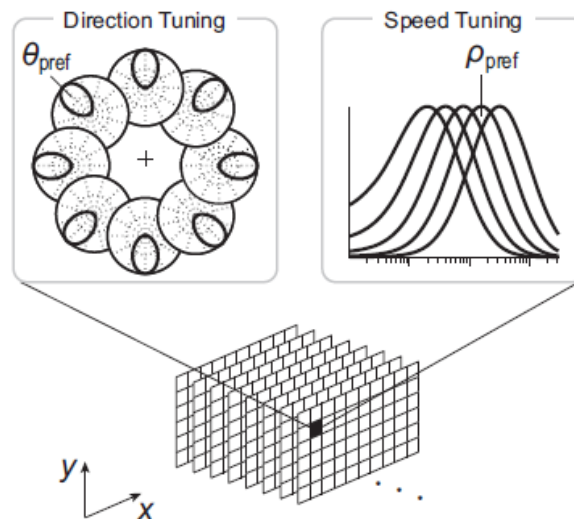 Direction Tuning
Speed Tuning
θpref
ρpref
y
x
. . .